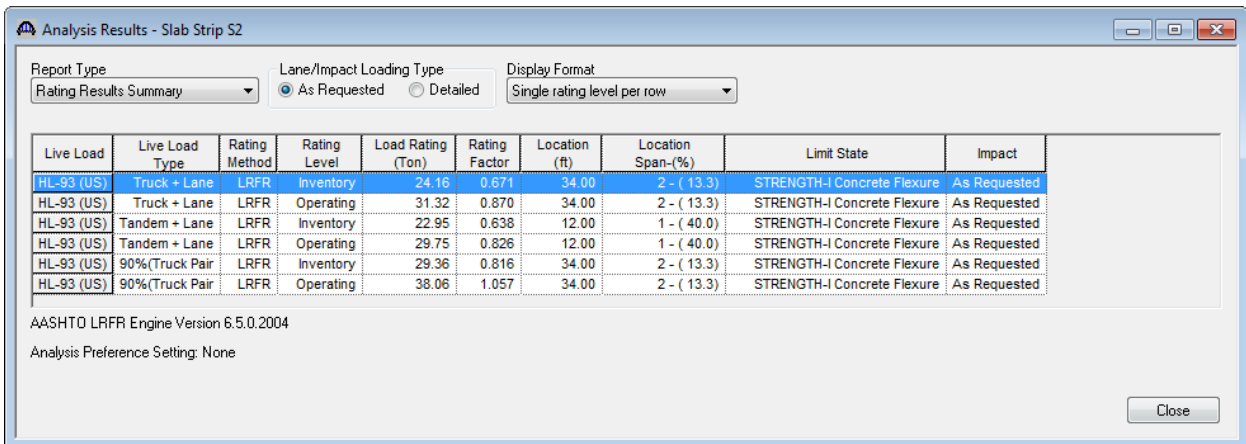 Analysis Results - Slab Strip S2
Report Type Lane/Impact Loading Type Display Format
Rating Results Summary As Requested Detailed Single rating level per row
Live Load Live Load Type Rating Method Rating Level Load Rating (Ton) Rating Factor Location (ft) Location Span-(%) Limit State Impact
HL-93 (US) Truck + Lane LRFR Inventory 24.16 0.671 34.00 2 - ( 13.3) STRENGTH-I Concrete Flexure As Requested
HL-93 (US) Truck + Lane LRFR Operating 31.32 0.870 34.00 2 - ( 13.3) STRENGTH-I Concrete Flexure As Requested
HL-93 (US) Tandem + Lane LRFR Inventory 22.95 0.638 12.00 1 - ( 40.0) STRENGTH-I Concrete Flexure As Requested
HL-93 (US) Tandem + Lane LRFR Operating 29.75 0.826 12.00 1 - ( 40.0) STRENGTH-I Concrete Flexure As Requested
HL-93 (US) 90%(Truck Pair LRFR Inventory 29.36 0.816 34.00 2 - ( 13.3) STRENGTH-I Concrete Flexure As Requested
HL-93 (US) 90%(Truck Pair LRFR Operating 38.06 1.057 34.00 2 - ( 13.3) STRENGTH-I Concrete Flexure As Requested
AASHTO LRFR Engine Version 6.5.0.2004
Analysis Preference Setting: None
Close